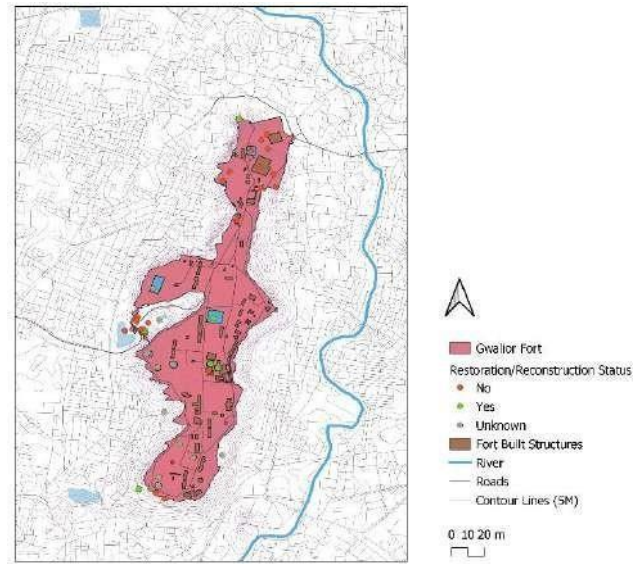 Gwalior Fort
Restoration/Reconstruction Status
No
Yes
Unknown
Fort Built Structures
River
Roads
Contour Lines (5M)
0 10 20 m